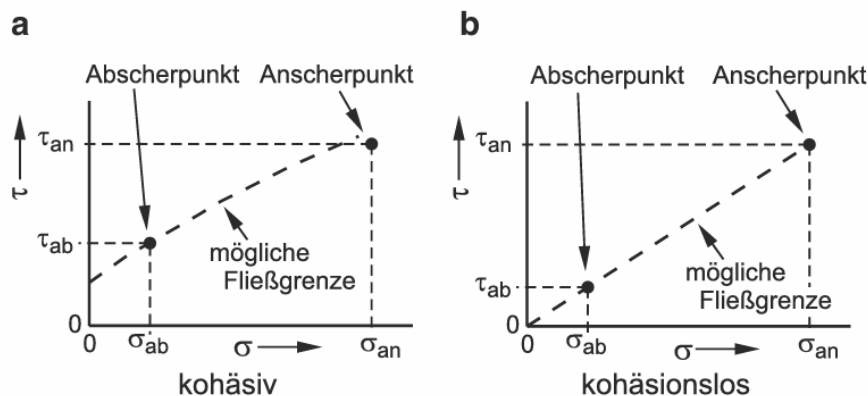 a
Abscherpunkt Anscherpunkt
τan
τ
τab
mögliche
Fließgrenze
0
0 σab σ σan
kohäsiv
b
Abscherpunkt Anscherpunkt
τan
τ
τab
mögliche
Fließgrenze
0
0 σab σ σan
kohäsionslos